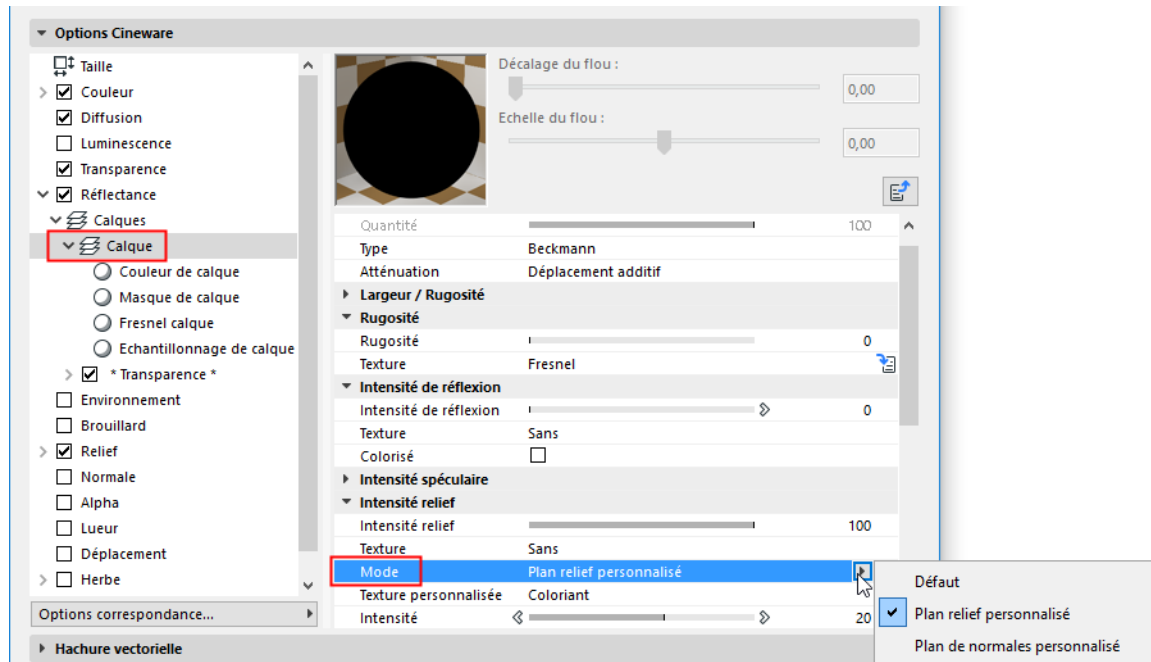 Options Cineware
Taille
Couleur
Diffusion
Luminescence
Transparence
Réflectance
Calques
Calque
Couleur de calque
Masque de calque
Fresnel calque
Echantillonnage de calque
* Transparence *
Environnement
Brouillard
Relief
Normale
Alpha
Lueur
Déplacement
Herbe
Options correspondance...
Décalage du flou :
0,00
Echelle du flou :
0,00
Quantité 100
Type Beckmann
Atténuation Déplacement additif
Largeur / Rugosité
Rugosité
Rugosité 0
Texture Fresnel
Intensité de réflexion
Intensité de réflexion 0
Texture Sans
Colorisé
Intensité spéculaire
Intensité relief
Intensité relief 100
Texture Sans
Mode Plan relief personnalisé
Texture personnalisée Coloriant
Intensité 20
Défaut
Plan relief personnalisé
Plan de normales personnalisé
Hachure vectorielle